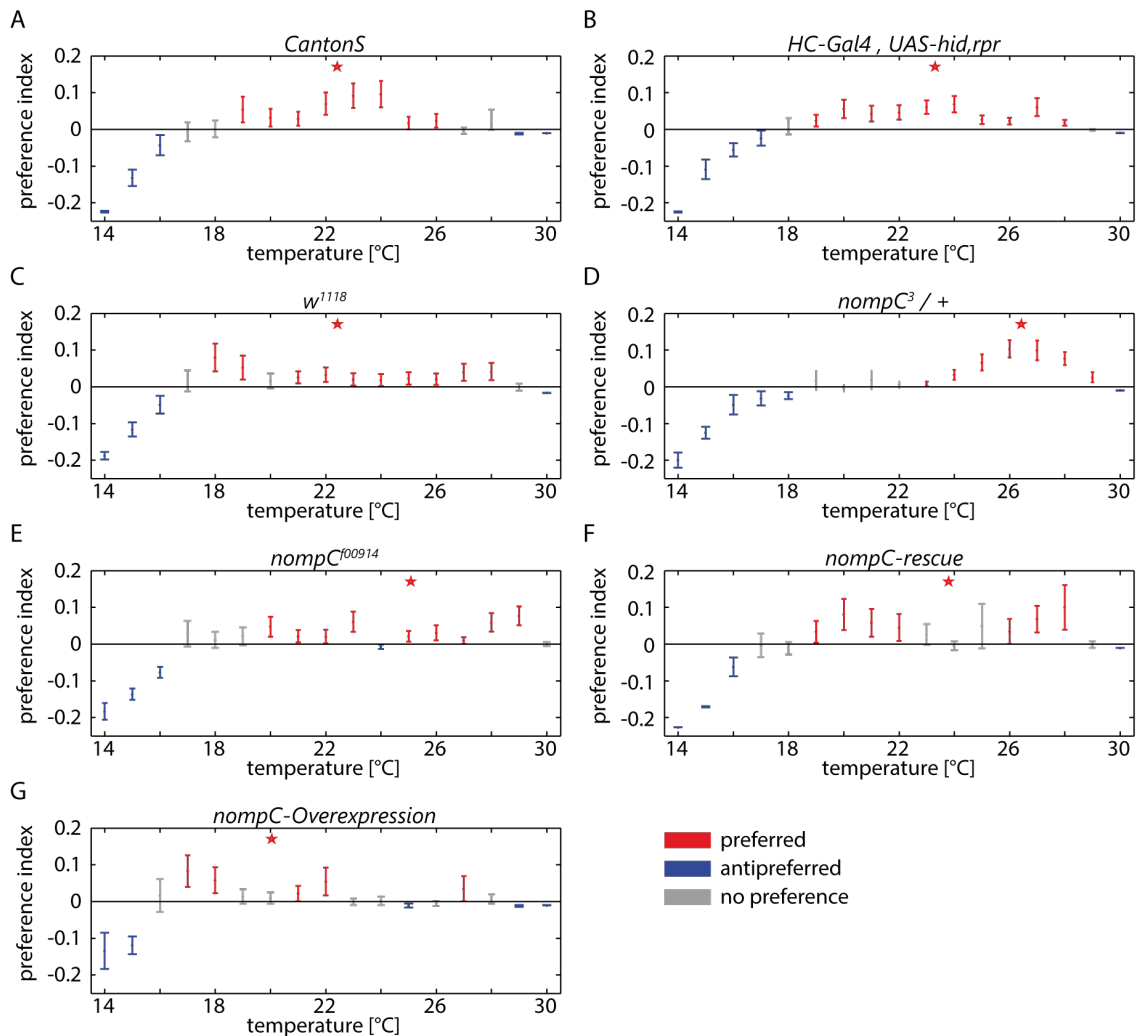 A
CantonS
0.2
0.1
0
-0.1
-0.2
preference index
14 18 22 26 30
temperature [°C]
B
HC-Gal4 , UAS-hid,rpr
0.2
0.1
0
-0.1
-0.2
preference index
14 18 22 26 30
temperature [°C]
C
w1118
0.2
0.1
0
-0.1
-0.2
preference index
14 18 22 26 30
temperature [°C]
D
nompC3 / +
0.2
0.1
0
-0.1
-0.2
preference index
14 18 22 26 30
temperature [°C]
E
nompCf00914
0.2
0.1
0
-0.1
-0.2
preference index
14 18 22 26 30
temperature [°C]
F
nompC-rescue
0.2
0.1
0
-0.1
-0.2
preference index
14 18 22 26 30
temperature [°C]
G
nompC-Overexpression
0.2
0.1
0
-0.1
-0.2
preference index
14 18 22 26 30
temperature [°C]
preferred
antipreferred
no preference